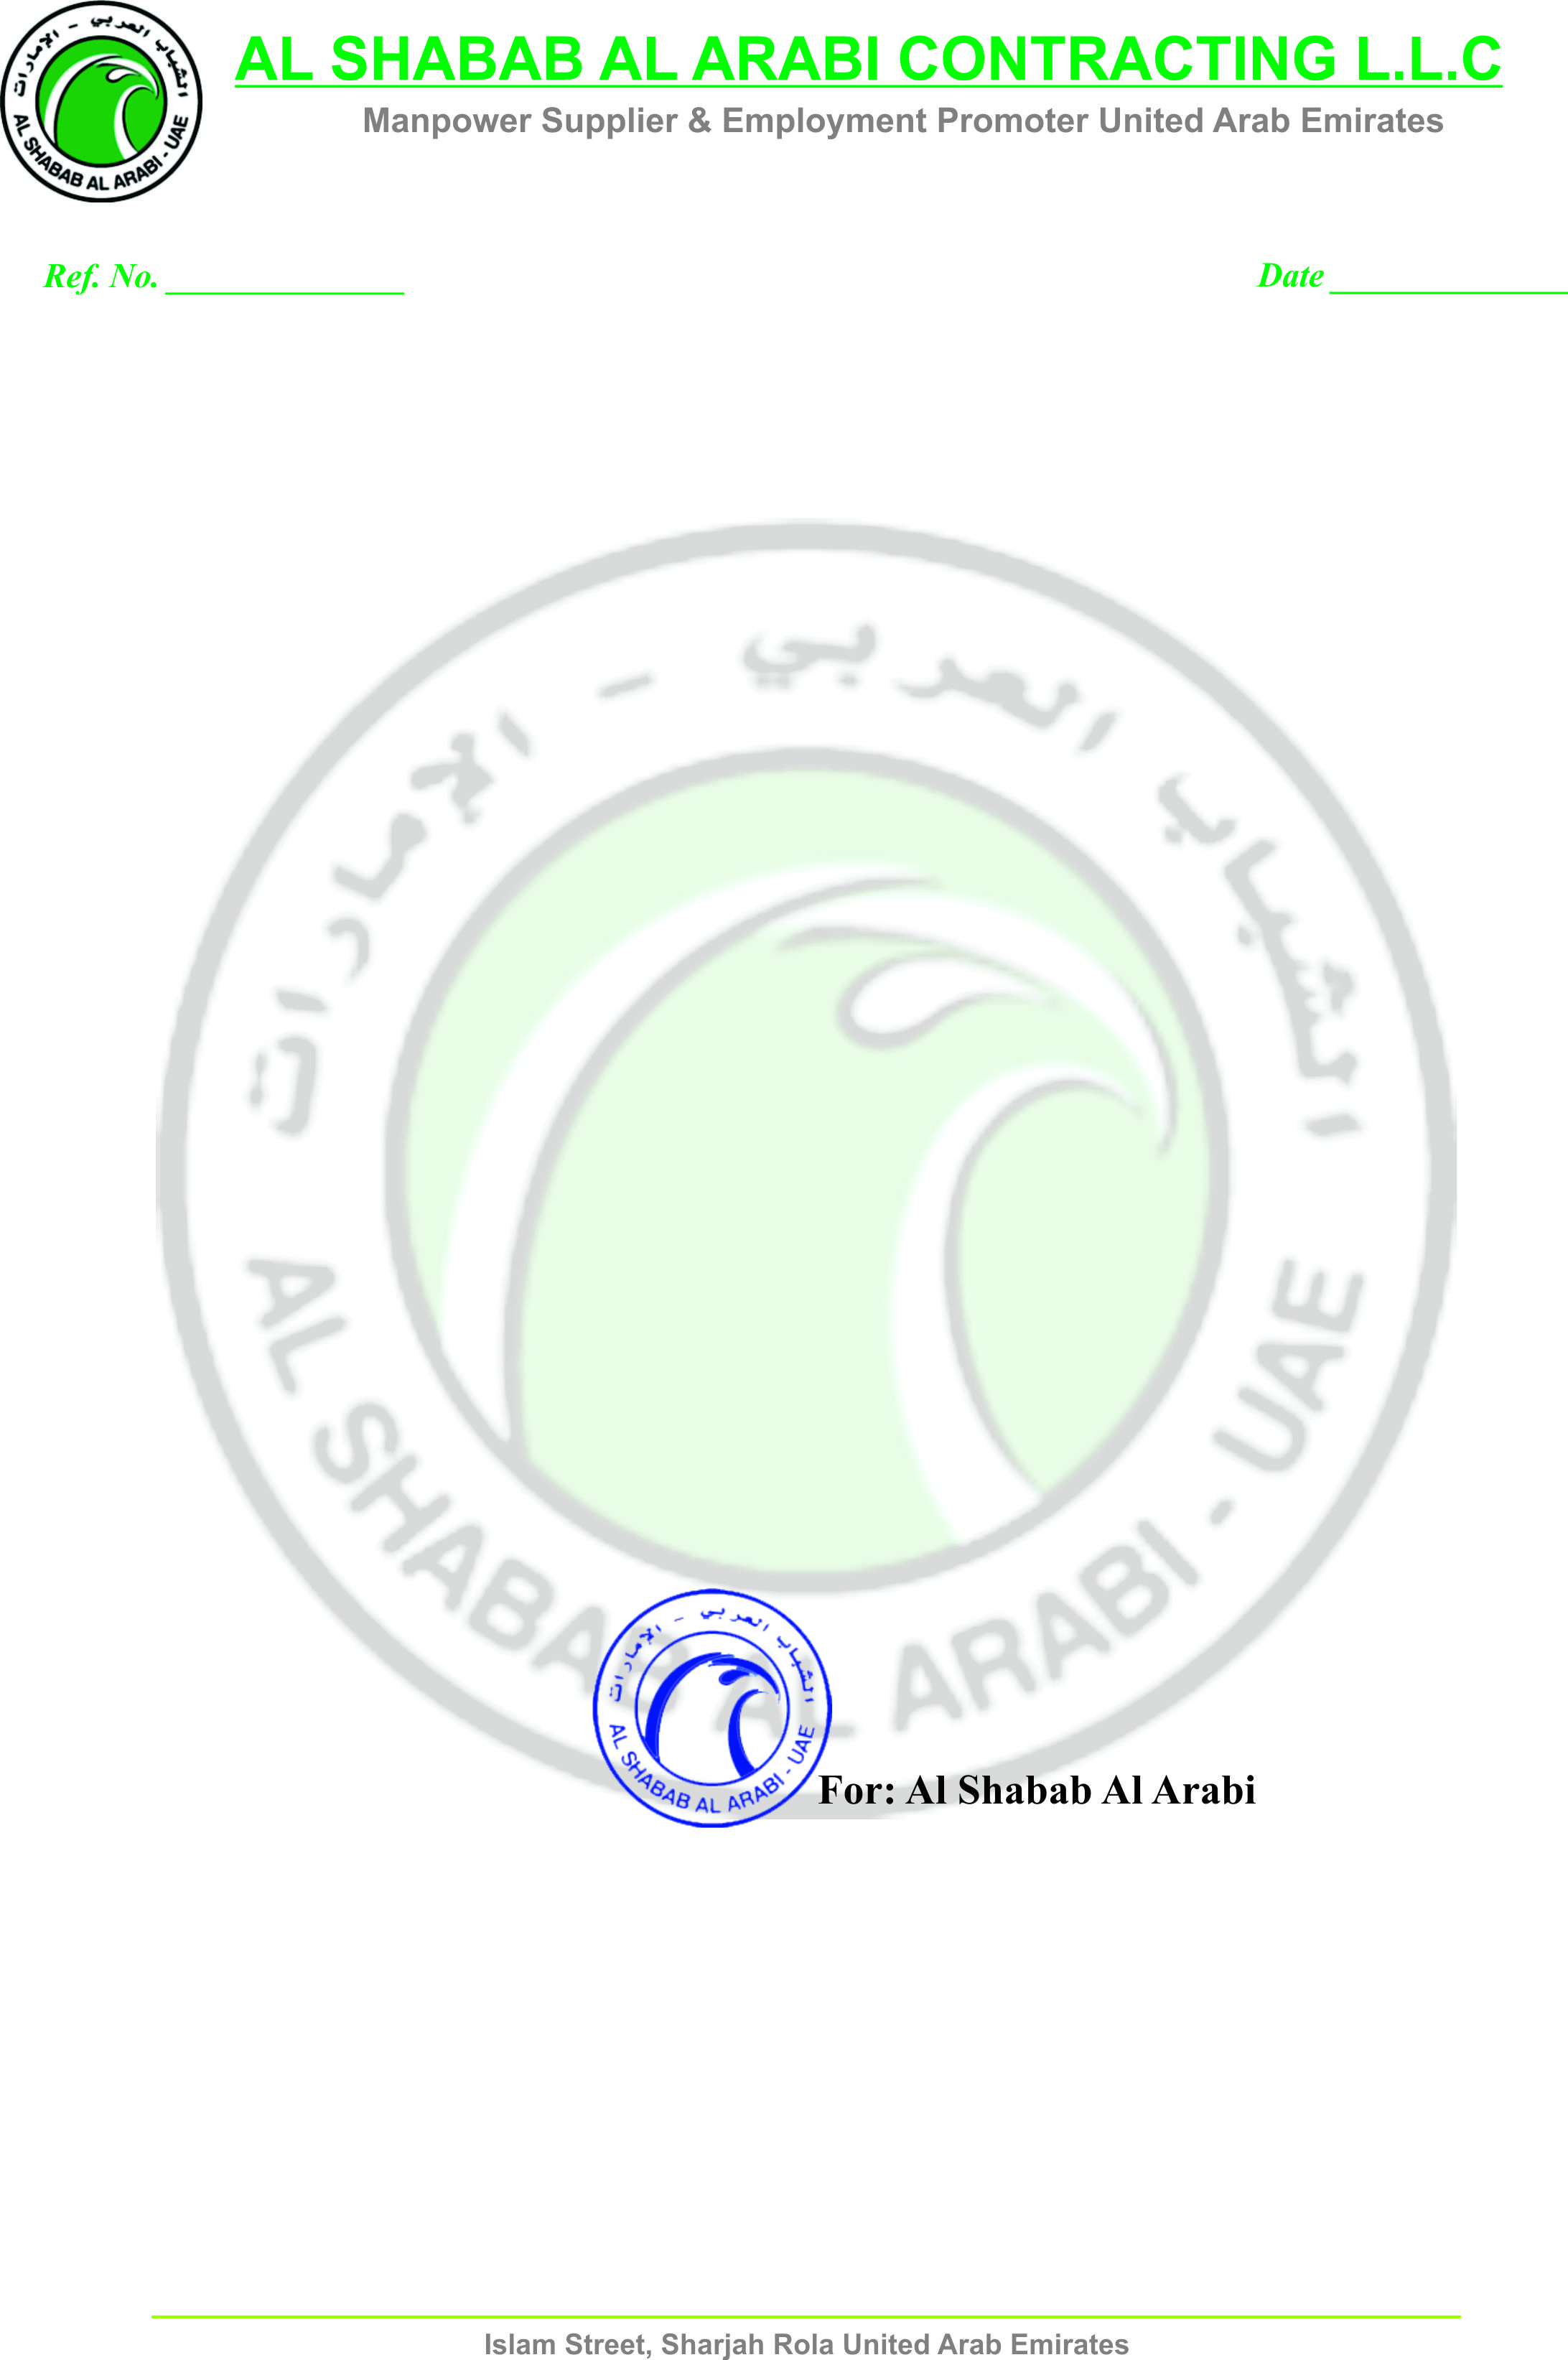 الشباب العربي - الإمارات
AL SHABAB AL ARABI - UAE
AL SHABAB AL ARABI CONTRACTING L.L.C
Manpower Supplier & Employment Promoter United Arab Emirates
Ref. No. ________________
Date ________________
الشباب العربي - الإمارات
AL SHABAB AL ARABI - UAE
الشباب العربي - الإمارات
AL SHABAB AL ARABI - UAE
For: Al Shabab Al Arabi
Islam Street, Sharjah Rola United Arab Emirates